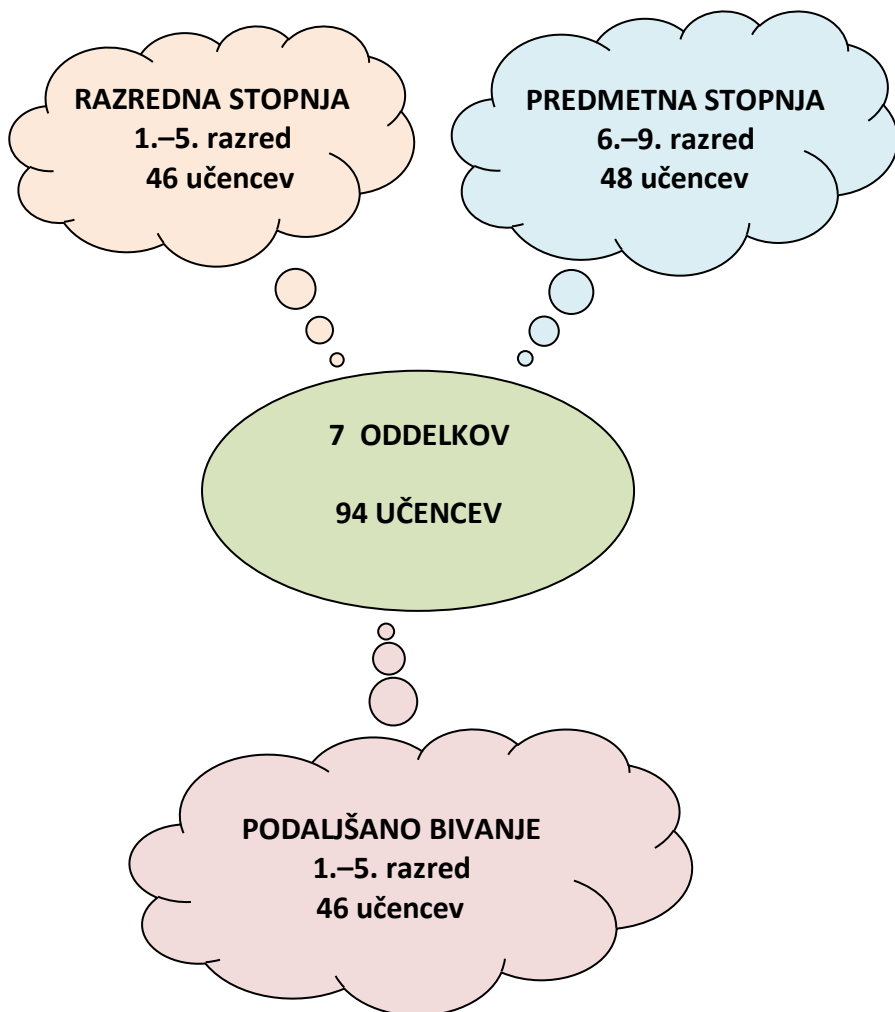 RAZREDNA STOPNJA
1.–5. razred
46 učencev
PREDMETNA STOPNJA
6.–9. razred
48 učencev
7 ODDELKOV
94 UČENCEV
PODALJŠANO BIVANJE
1.–5. razred
46 učencev